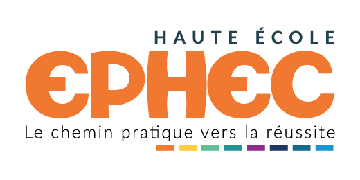 HAUTE ÉCOLE
EPHEC
Le chemin pratique vers la réussite